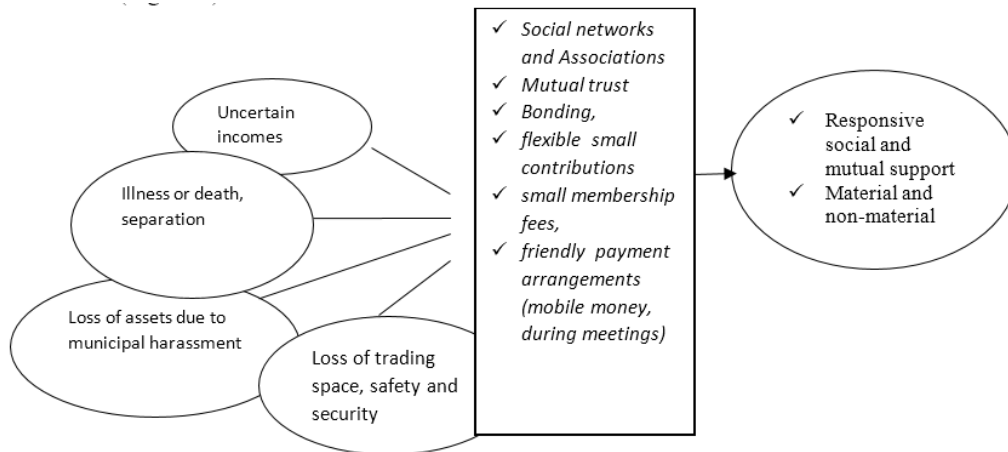 Uncertain
incomes
Illness or death,
separation
Loss of assets due to
municipal harassment
Loss of trading
space, safety and
security
✓ Social networks
and Associations
✓ Mutual trust
✓ Bonding,
✓ flexible small
contributions
✓ small membership
fees,
✓ friendly payment
arrangements
(mobile money,
during meetings)
✓ Responsive
social and
mutual support
✓ Material and
non-material